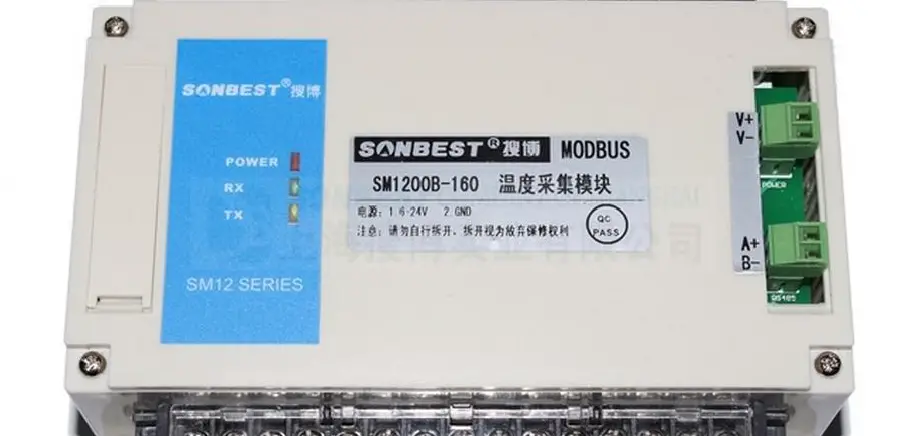 SONBEST® 搜博
POWER
RX
TX
SM12 SERIES
SONBEST® 搜博 MODBUS
SM1200B-160 温度采集模块
电源: 1.6-24V 2.GND
注意: 请勿自行拆开, 拆开视为放弃保修权利
QC
PASS
V+
V-
POWER
A+
B-
RS485